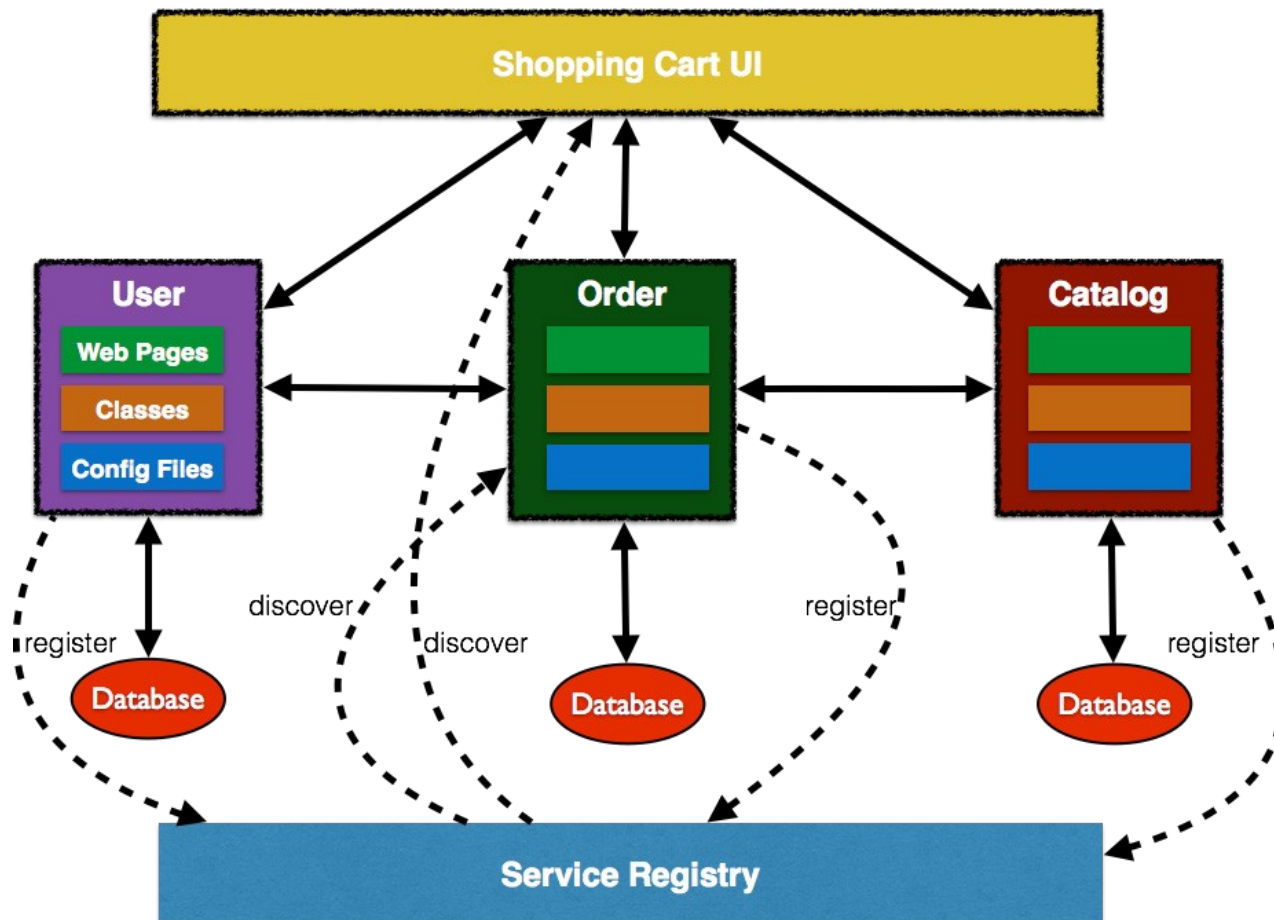 Shopping Cart UI
User
Order
Catalog
Web Pages
Classes
Config Files
discover
register
register
discover
register
Database
Database
Database
Service Registry